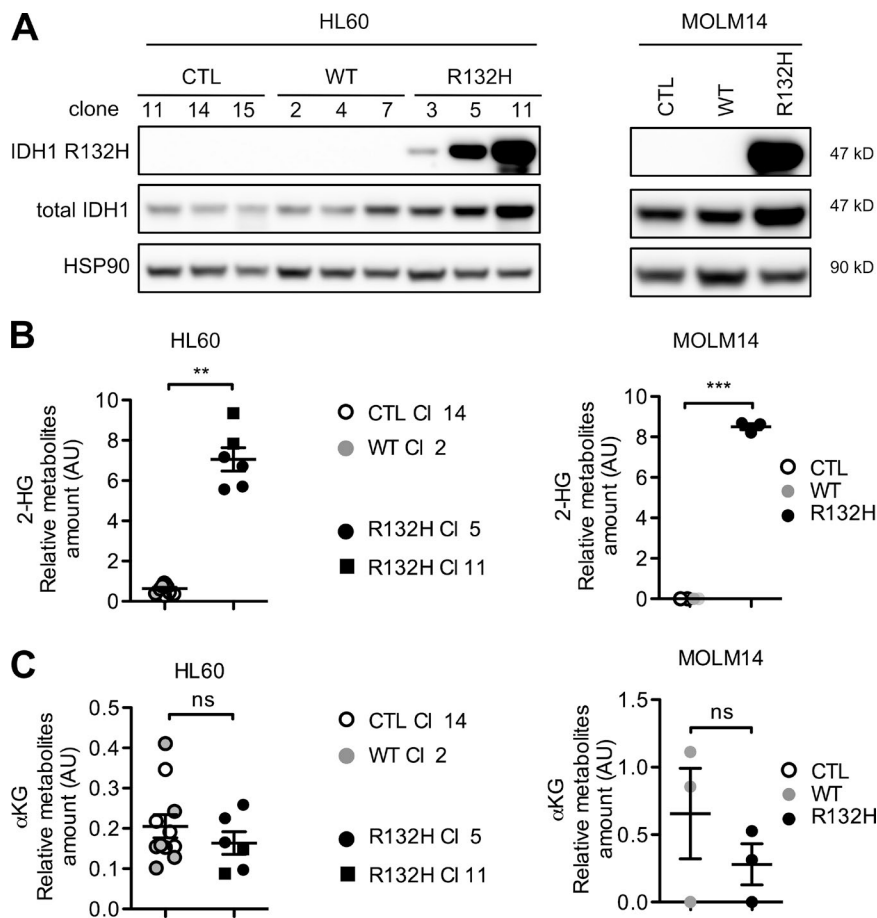 A
HL60
MOLM14
CTL WT R132H
CTL WT R132H
clone 11 14 15 2 4 7 3 5 11
IDH1 R132H
47 kD
total IDH1
47 kD
HSP90
90 kD
B
HL60
MOLM14
**
***
2-HG
Relative metabolites
amount (AU)
10
8
6
4
2
0
CTL Cl 14
WT Cl 2
R132H Cl 5
R132H Cl 11
2-HG
Relative metabolites
amount (AU)
10
8
6
4
2
0
CTL
WT
R132H
C
HL60
MOLM14
ns
ns
αKG
Relative metabolites
amount (AU)
0.5
0.4
0.3
0.2
0.1
0.0
CTL Cl 14
WT Cl 2
R132H Cl 5
R132H Cl 11
αKG
Relative metabolites
amount (AU)
1.5
1.0
0.5
0.0
CTL
WT
R132H